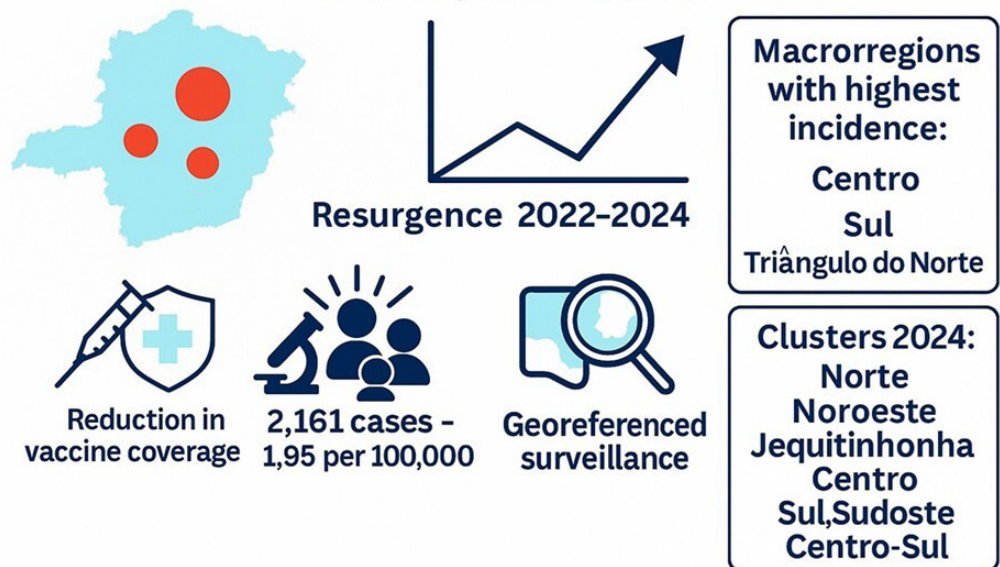 Resurgence 2022–2024
Reduction in
vaccine coverage
2,161 cases –
1,95 per 100,000
Georeferenced
surveillance
Macrorregions
with highest
incidence:
Centro
Sul
Triângulo do Norte
Clusters 2024:
Norte
Noroeste
Jequitinhonha
Centro
Sul,Sudoste
Centro-Sul